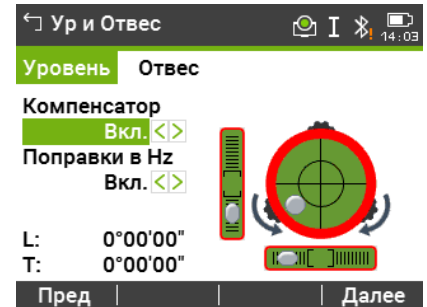 Ур и Отвес
I
14:03
Уровень Отвес
Компенсатор
Вкл.
Поправки в Hz
Вкл.
L: 0°00'00"
T: 0°00'00"
Пред Далее